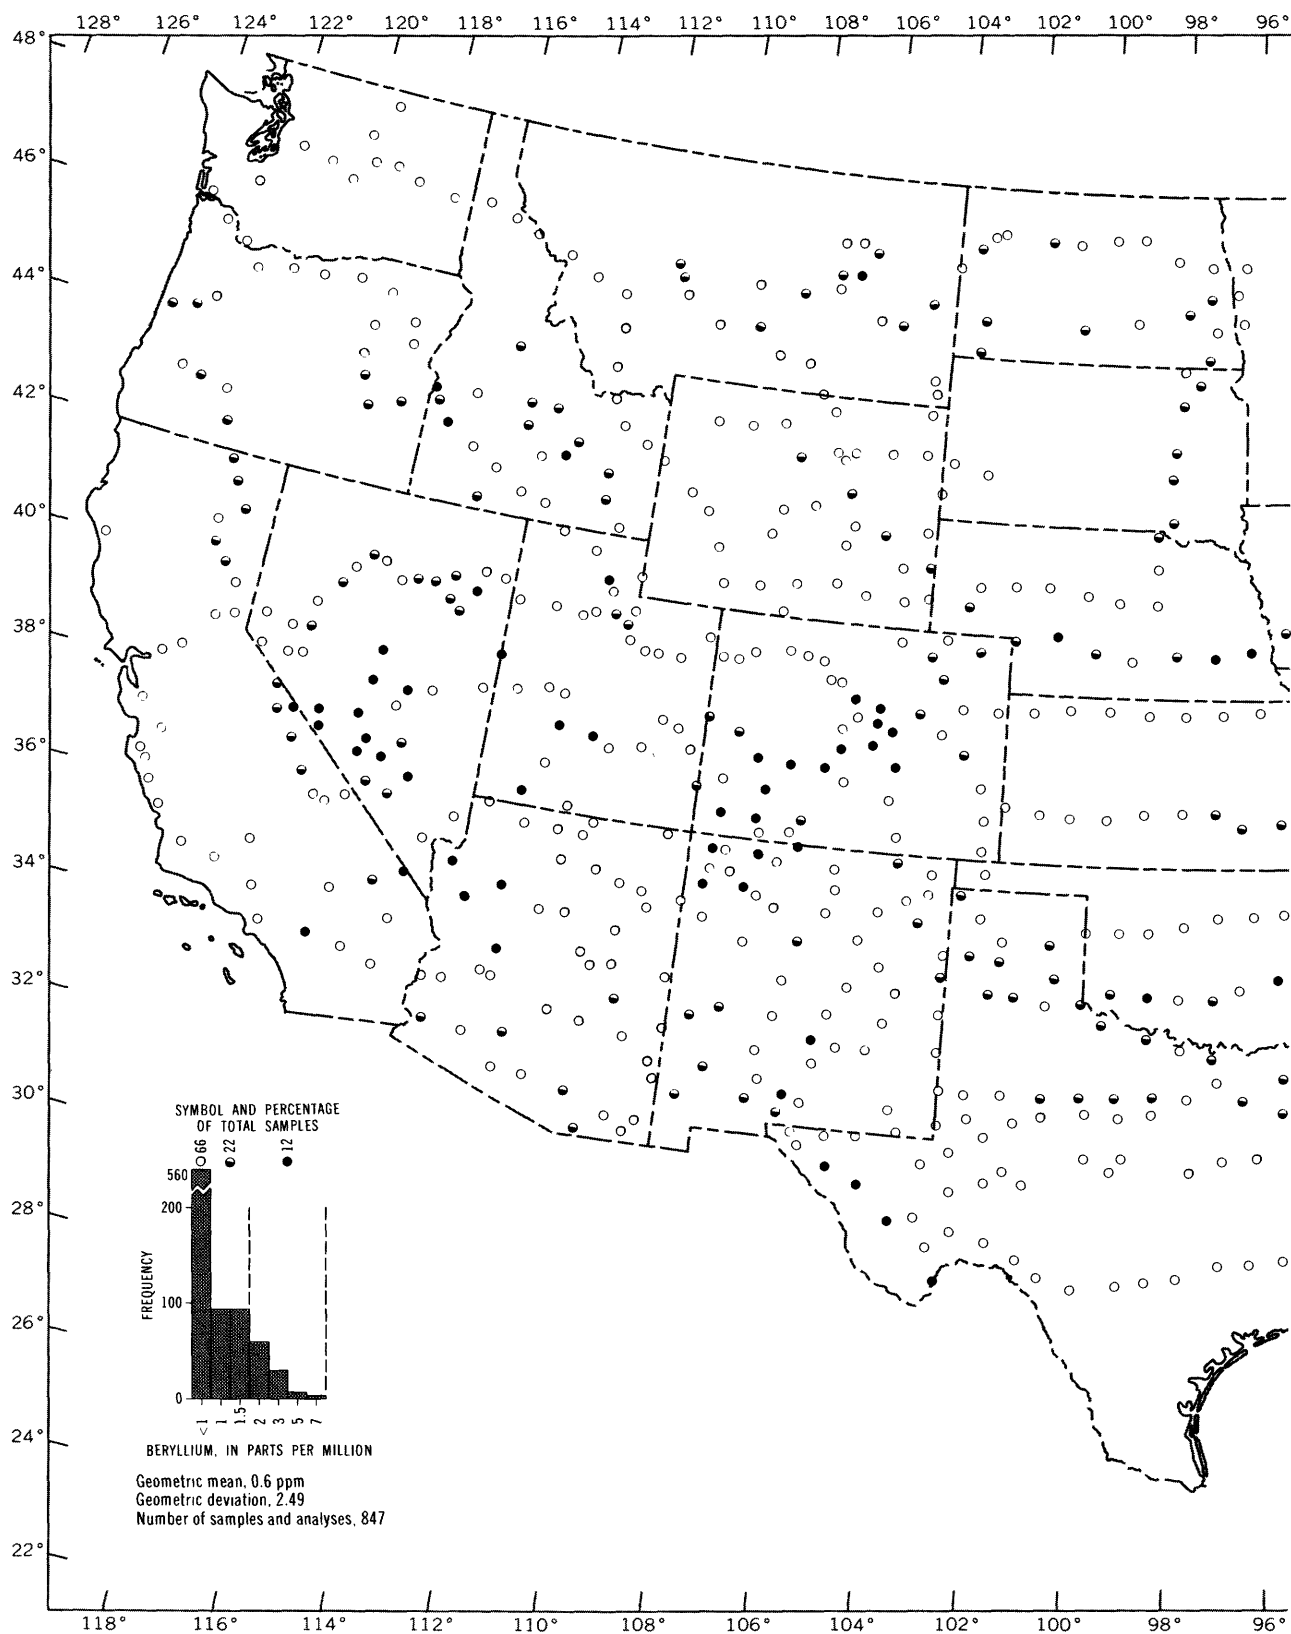 128° 126° 124° 122° 120° 118° 116° 114° 112° 110° 108° 106° 104° 102° 100° 98° 96°
48°
46°
44°
42°
40°
38°
36°
34°
32°
30°
28°
26°
24°
22°
SYMBOL AND PERCENTAGE
OF TOTAL SAMPLES
66 22 12
560
200
100
0
FREQUENCY
<1 1 1.5 2 3 5 7
BERYLLIUM, IN PARTS PER MILLION
Geometric mean, 0.6 ppm
Geometric deviation, 2.49
Number of samples and analyses, 847
118° 116° 114° 112° 110° 108° 106° 104° 102° 100° 98° 96°